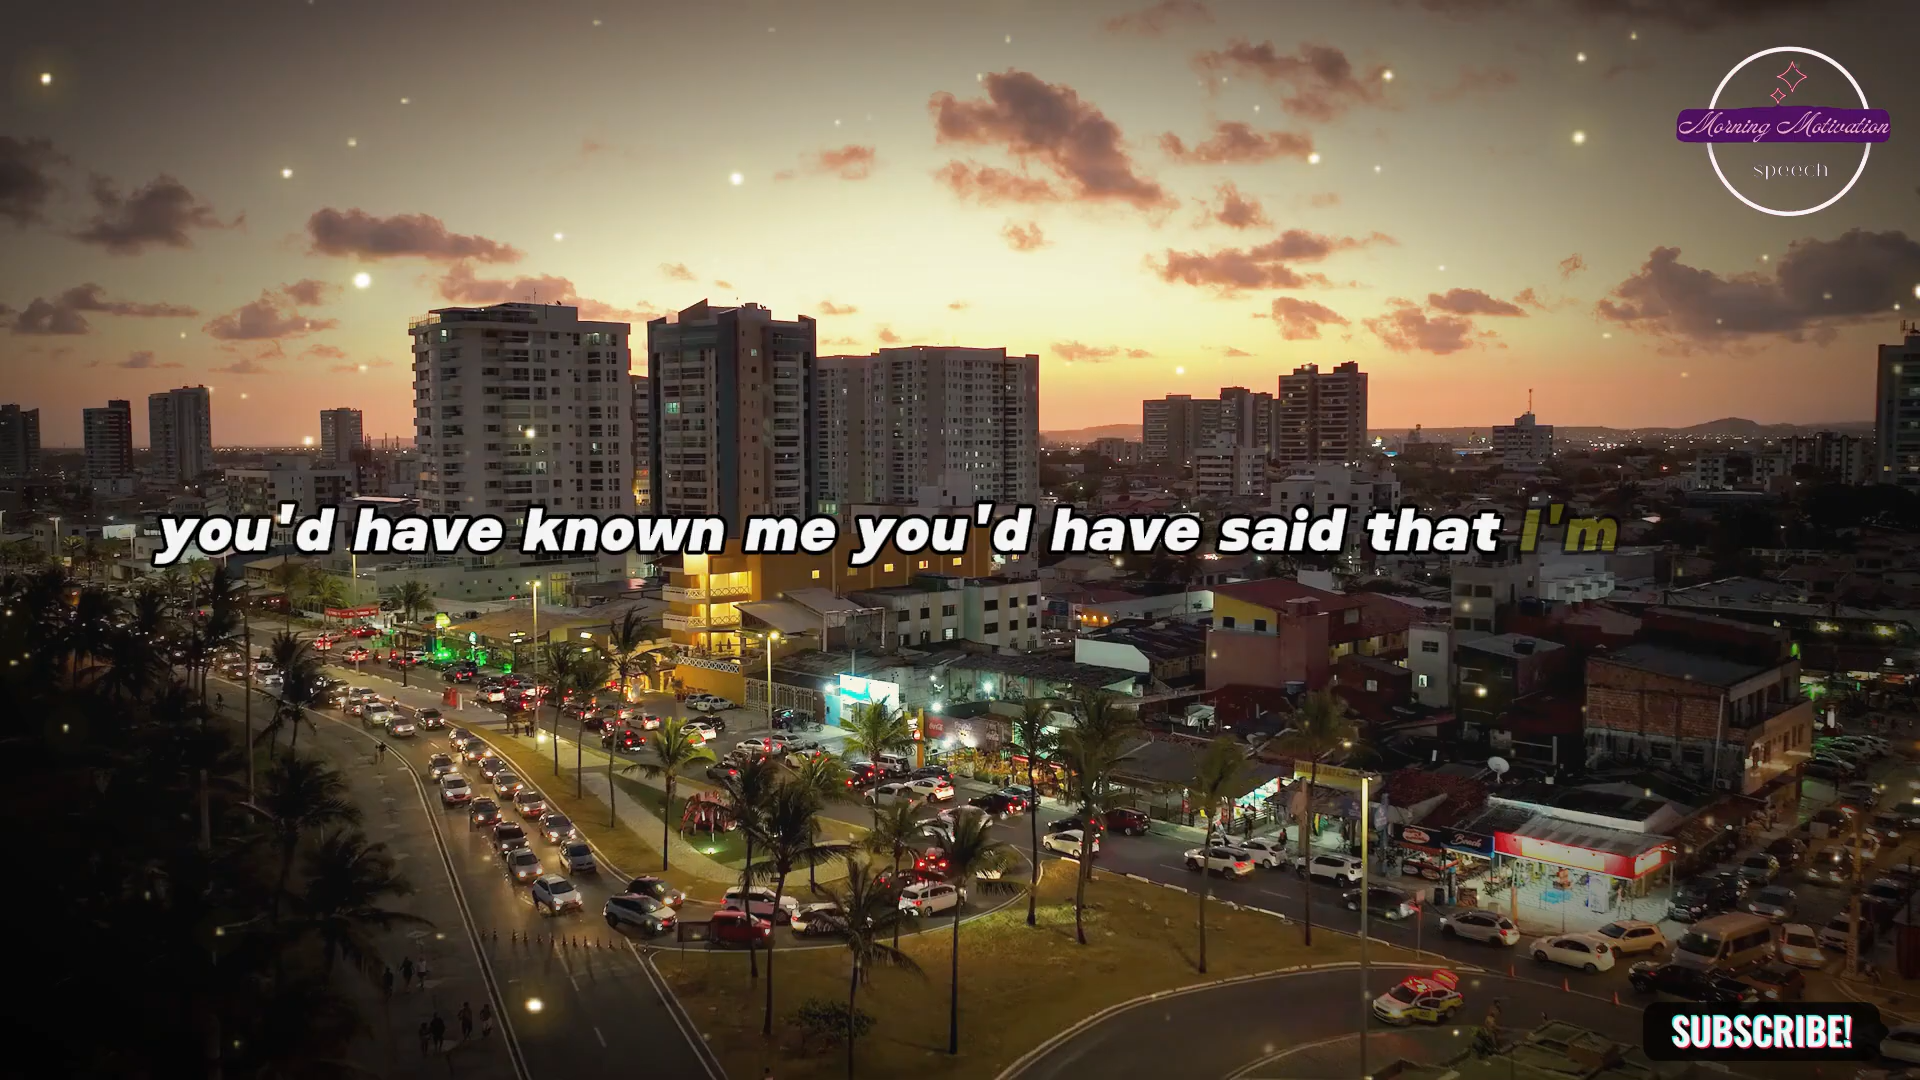 Morning Motivation
speech
you'd have known me you'd have said that I'm
SUBSCRIBE!